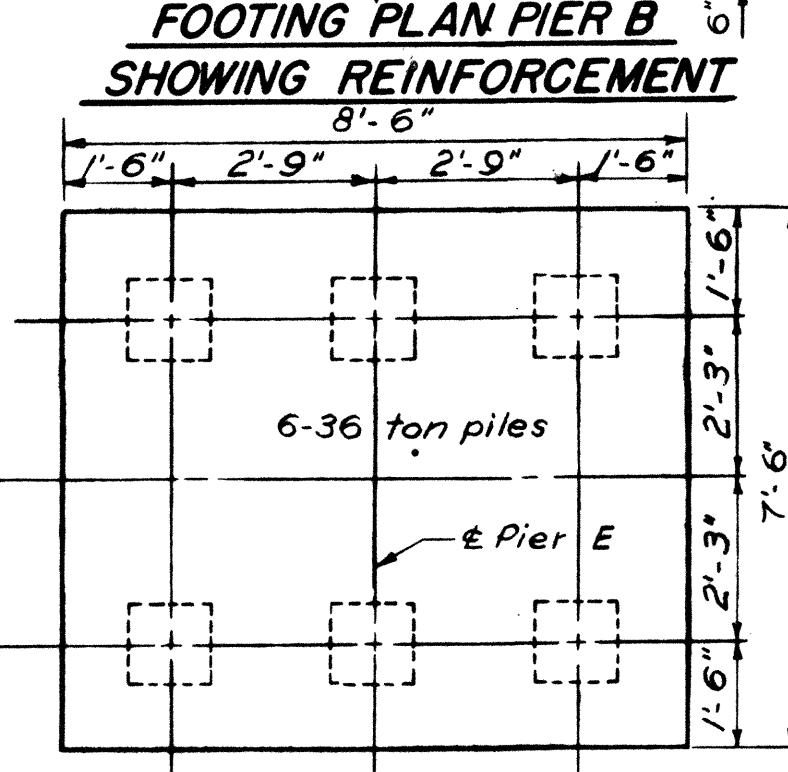 FOOTING PLAN PIER B
6"
SHOWING REINFORCEMENT
8'-6"
1'-6" 2'-9" 2'-9" 1'-6"
1'-6"
2'-3"
6-36 ton piles
7'-6"
℄ Pier E
2'-3"
1'-6"